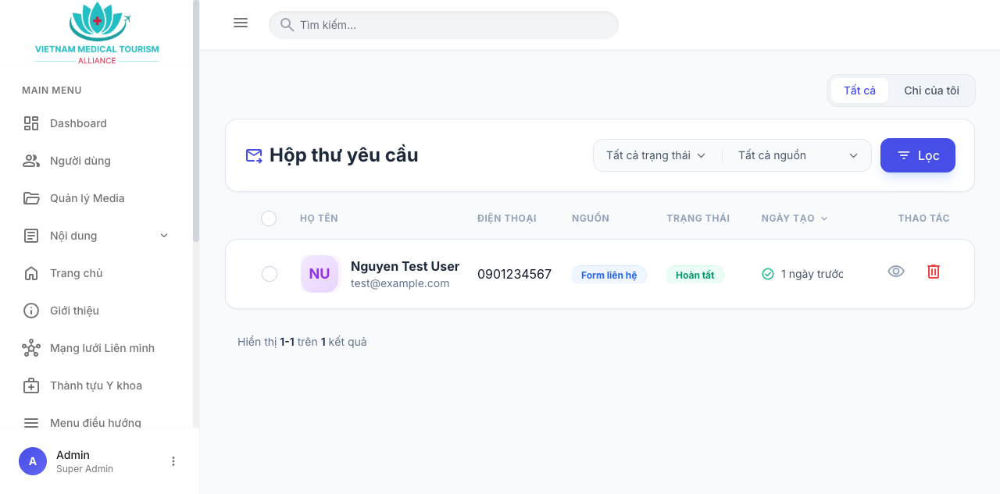 VIETNAM MEDICAL TOURISM
ALLIANCE
MAIN MENU
Dashboard
Người dùng
Quản lý Media
Nội dung
Trang chủ
Giới thiệu
Mạng lưới Liên minh
Thành tựu Y khoa
Menu điều hướng
A
Admin
Super Admin
Tìm kiếm...
Tất cả
Chỉ của tôi
Hộp thư yêu cầu
Tất cả trạng thái
Tất cả nguồn
Lọc
HỌ TÊN
ĐIỆN THOẠI
NGUỒN
TRẠNG THÁI
NGÀY TẠO
THAO TÁC
NU
Nguyen Test User
test@example.com
0901234567
Form liên hệ
Hoàn tất
1 ngày trước
Hiển thị 1-1 trên 1 kết quả